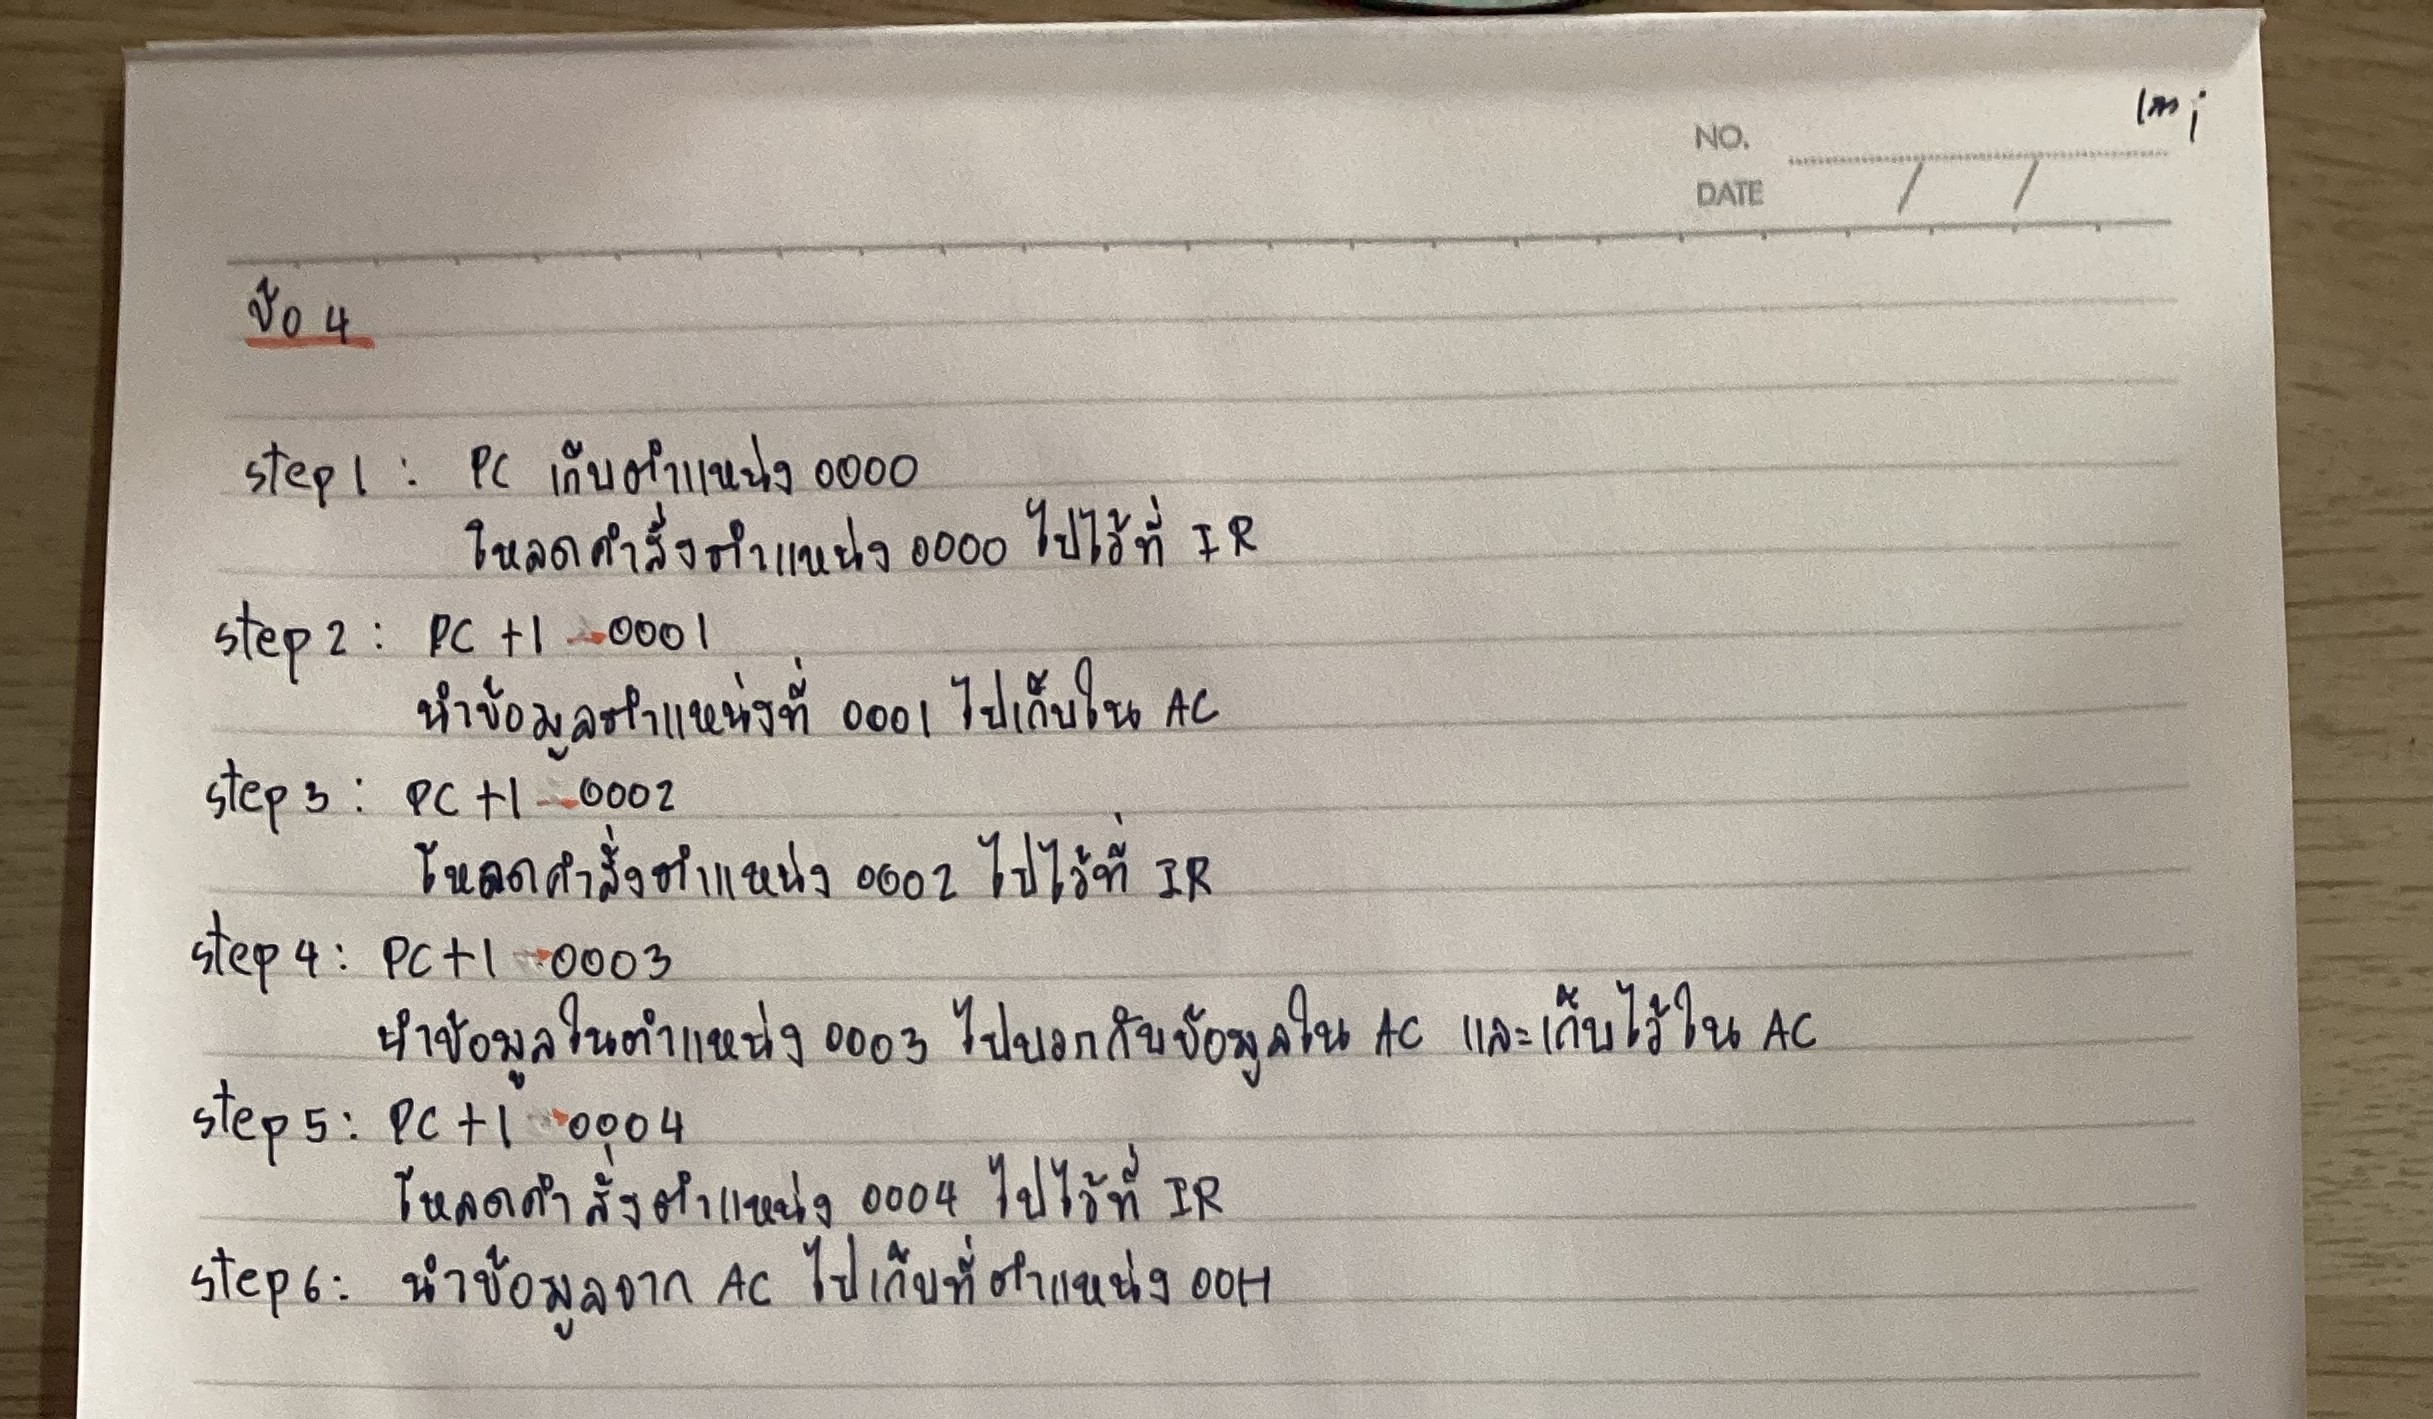 NO.
DATE / /
ข้อ 4
step 1 : PC เก็บตำแหน่ง 0000
โหลดคำสั่งตำแหน่ง 0000 ไปไว้ที่ IR
step 2 : PC +1 0001
นำข้อมูลตำแหน่งที่ 0001 ไปเก็บใน AC
step 3 : PC +1 0002
โหลดคำสั่งตำแหน่ง 0002 ไปไว้ที่ IR
step 4 : PC +1 0003
นำข้อมูลในตำแหน่ง 0003 ไปบวกกับข้อมูลใน AC และเก็บไว้ใน AC
step 5 : PC +1 0004
โหลดคำสั่งตำแหน่ง 0004 ไปไว้ที่ IR
step 6 : นำข้อมูลจาก AC ไปเก็บที่ตำแหน่ง 00H